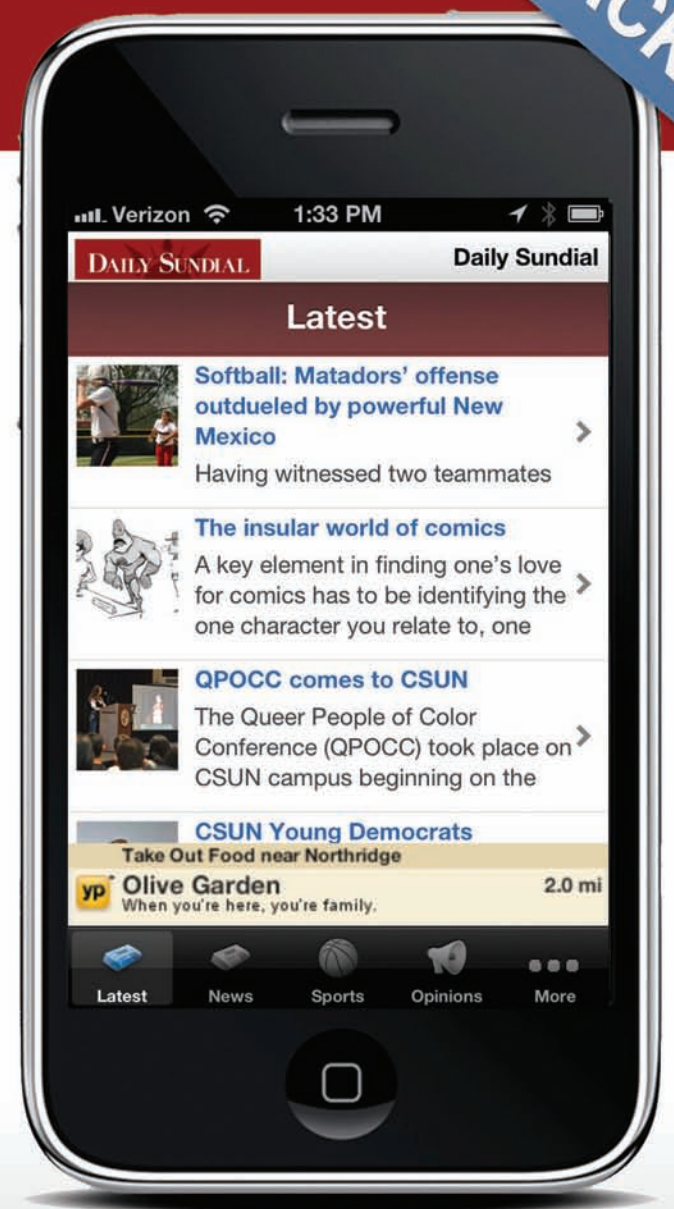 Verizon 1:33 PM
DAILY SUNDIAL Daily Sundial
Latest
Softball: Matadors' offense
outdueled by powerful New
Mexico
Having witnessed two teammates
The insular world of comics
A key element in finding one's love
for comics has to be identifying the
one character you relate to, one
QPOCC comes to CSUN
The Queer People of Color
Conference (QPOCC) took place on
CSUN campus beginning on the
CSUN Young Democrats
Take Out Food near Northridge
yp Olive Garden 2.0 mi
When you're here, you're family.
Latest News Sports Opinions More